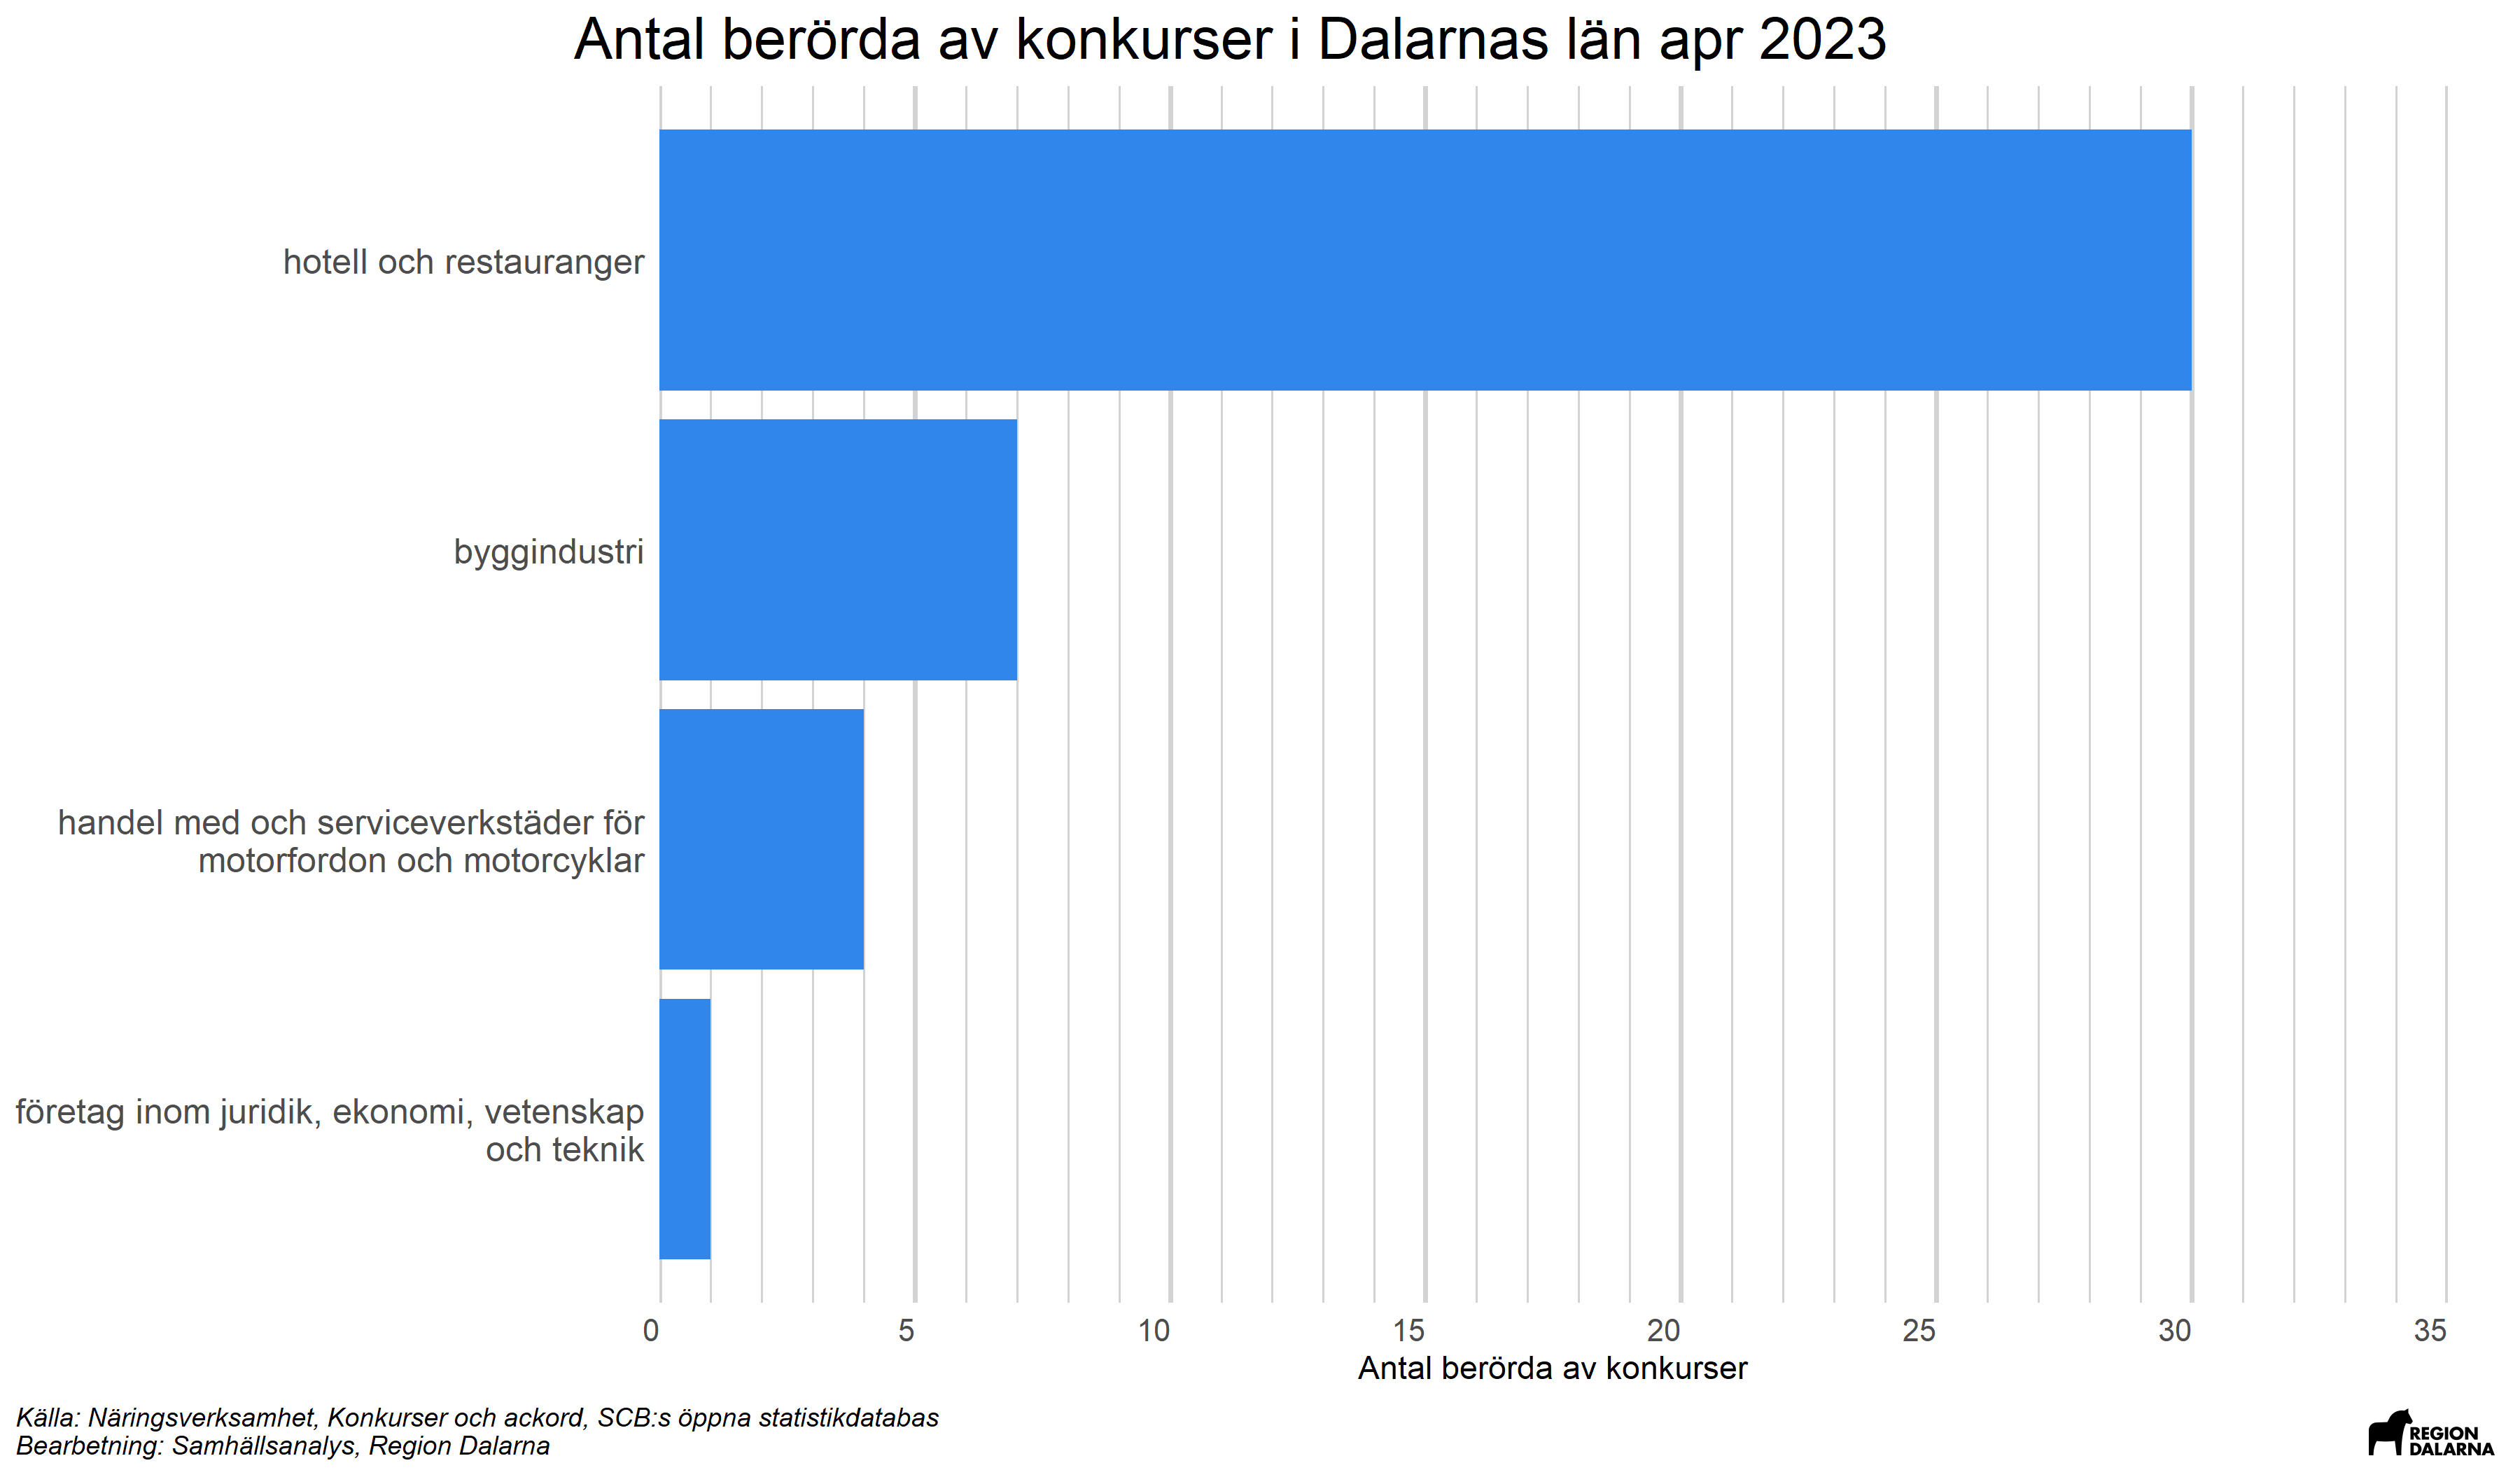 Antal berörda av konkurser i Dalarnas län apr 2023
hotell och restauranger
byggindustri
handel med och serviceverkstäder för
motorfordon och motorcyklar
företag inom juridik, ekonomi, vetenskap
och teknik
0 5 10 15 20 25 30 35
Antal berörda av konkurser
Källa: Näringsverksamhet, Konkurser och ackord, SCB:s öppna statistikdatabas
Bearbetning: Samhällsanalys, Region Dalarna
REGION
DALARNA